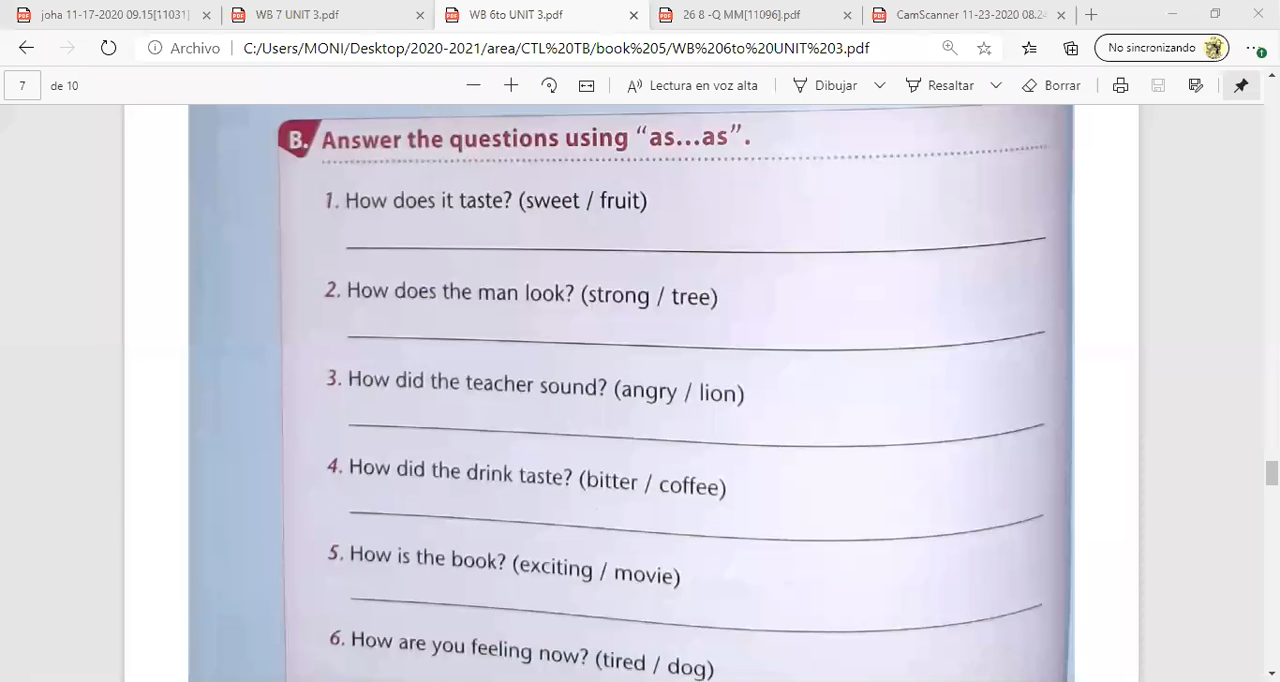 joha 11-17-2020 09.15[11031]
WB 7 UNIT 3.pdf
WB 6to UNIT 3.pdf
26 8 -Q MM[11096].pdf
CamScanner 11-23-2020 08.2
Archivo
C:/Users/MONI/Desktop/2020-2021/area/CTL%20TB/book%205/WB%206to%20UNIT%203.pdf
No sincronizando
7 de 10
Lectura en voz alta
Dibujar
Resaltar
Borrar
B. Answer the questions using "as...as".
1. How does it taste? (sweet / fruit)
2. How does the man look? (strong / tree)
3. How did the teacher sound? (angry / lion)
4. How did the drink taste? (bitter / coffee)
5. How is the book? (exciting / movie)
6. How are you feeling now? (tired / dog)